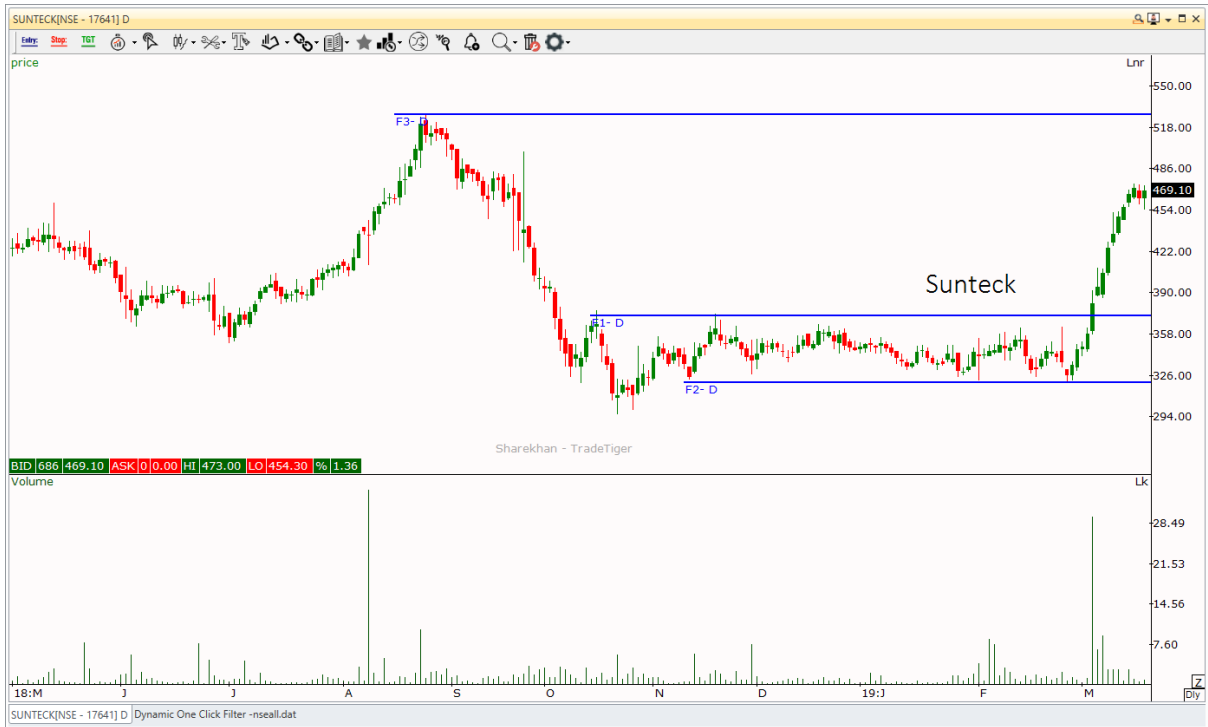 SUNTECK[NSE - 17641] D
Entry: Stop: TGT
price Lnr
550.00
F3- D
518.00
486.00
469.10
454.00
422.00
Sunteck
390.00
F1- D
358.00
326.00
F2- D
294.00
Sharekhan - TradeTiger
BID 686 469.10 ASK 0 0.00 HI 473.00 LO 454.30 % 1.36
Volume Lk
28.49
21.53
14.56
7.60
18:M J J A S O N D 19:J F M
Z
Dly
SUNTECK[NSE - 17641] D Dynamic One Click Filter -nseall.dat